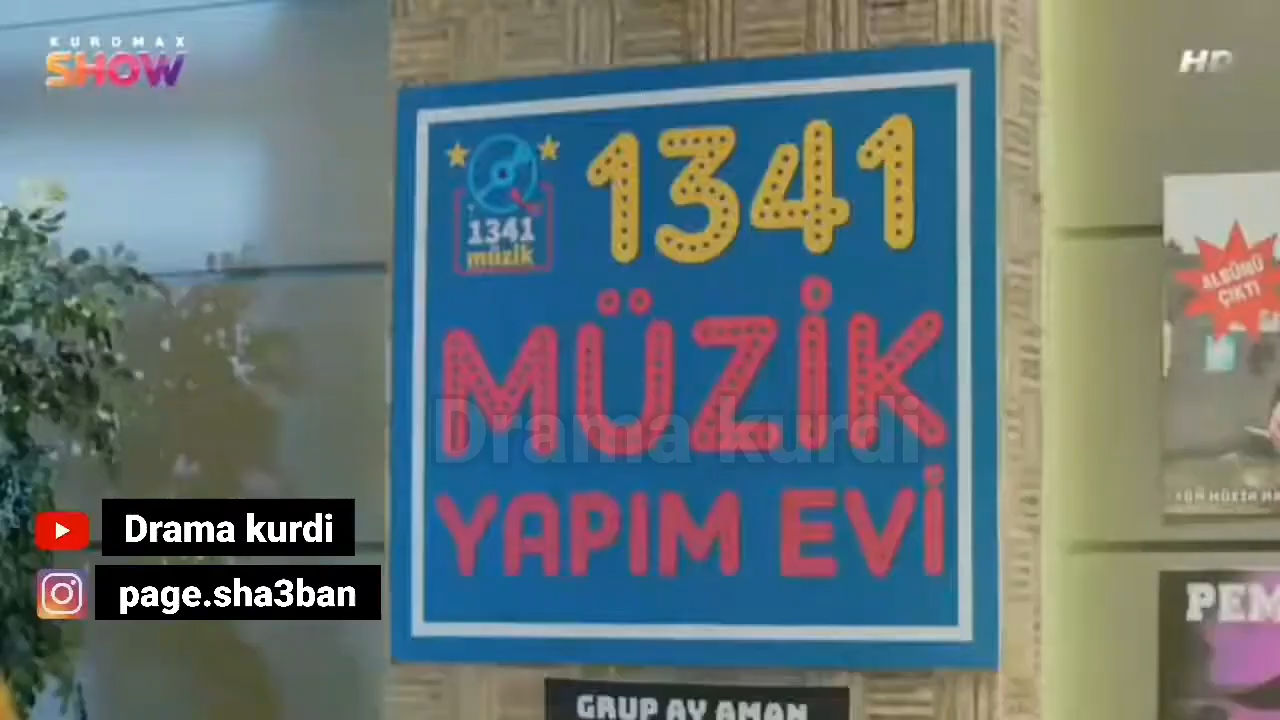 KURDMAX
SHOW
HD
1341
1341
müzik
MÜZİK
YAPIM EVİ
Drama kurdi
Drama kurdi
page.sha3ban
ALBÜMÜ
ÇIKTI
GRUP AY AMAN